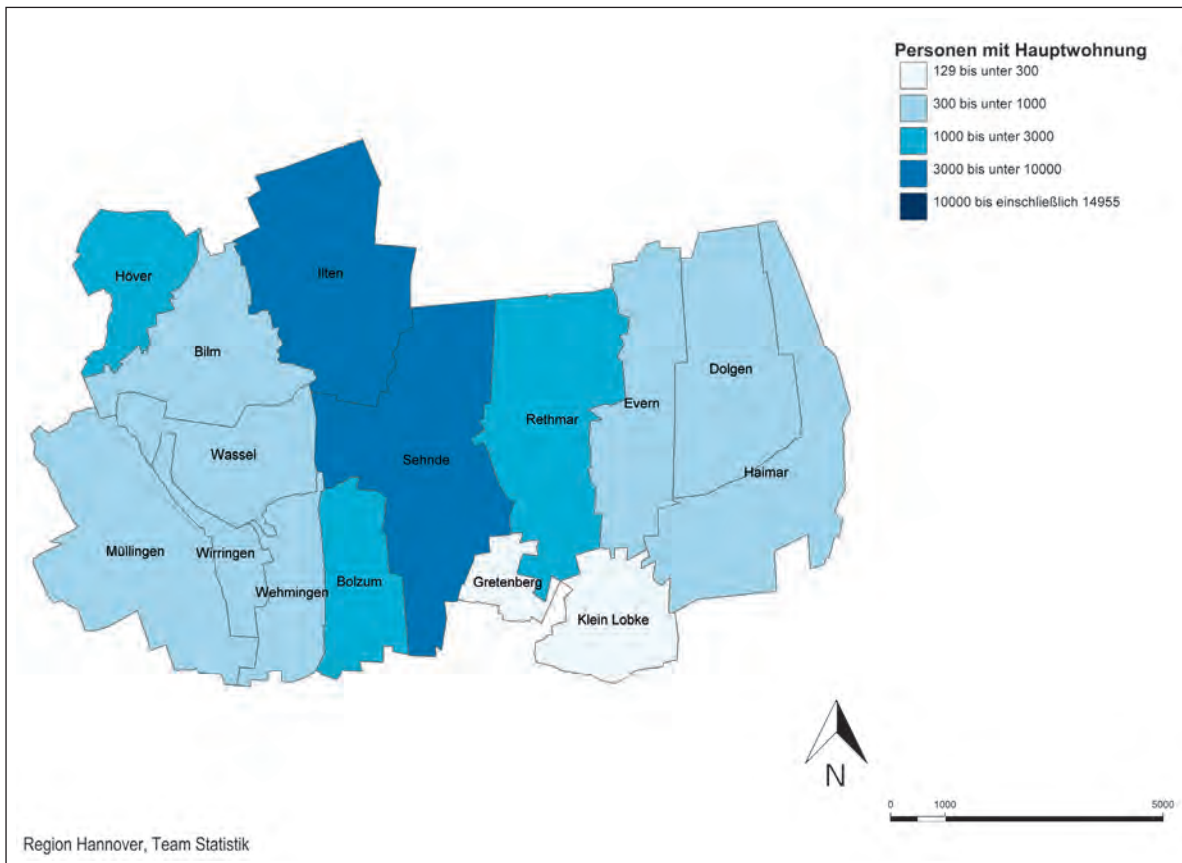 Personen mit Hauptwohnung
129 bis unter 300
300 bis unter 1000
1000 bis unter 3000
3000 bis unter 10000
10000 bis einschließlich 14955
Höver
Ilten
Bilm
Dolgen
Evern
Rethmar
Wassel
Sehnde
Haimar
Müllingen
Wirringen
Wehmingen
Bolzum
Gretenberg
Klein Lobke
N
0 1000 5000
Region Hannover, Team Statistik